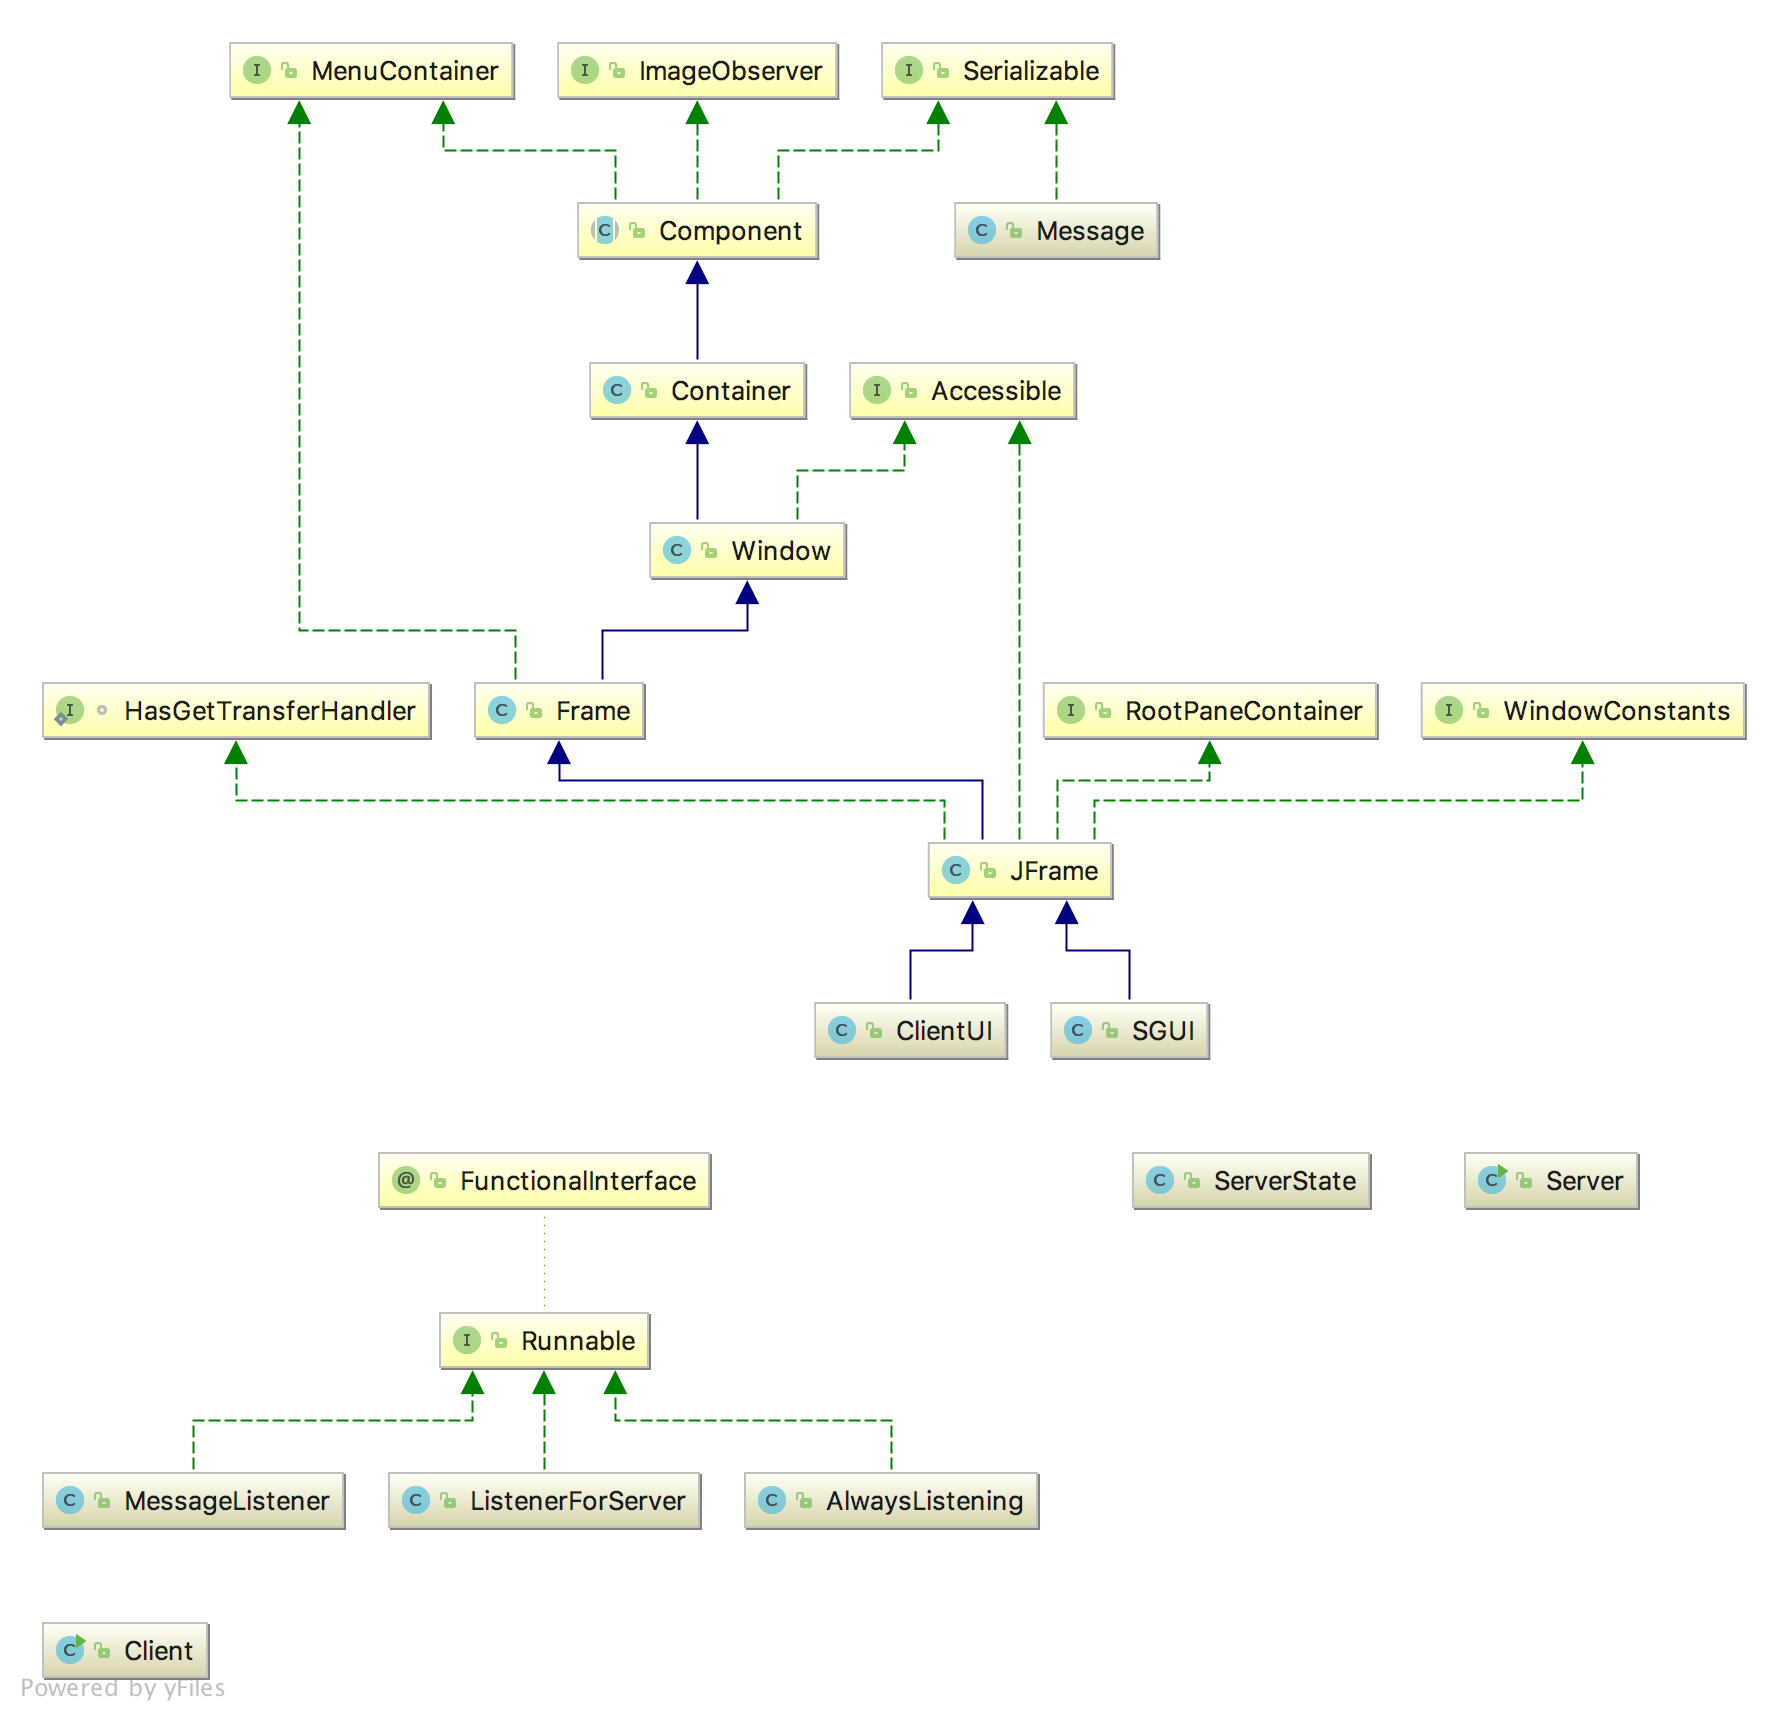 I MenuContainer
I ImageObserver
I Serializable
C Component
C Message
C Container
I Accessible
C Window
I HasGetTransferHandler
C Frame
I RootPaneContainer
I WindowConstants
C JFrame
C ClientUI
C SGUI
@ FunctionalInterface
C ServerState
C Server
I Runnable
C MessageListener
C ListenerForServer
C AlwaysListening
C Client
Powered by yFiles